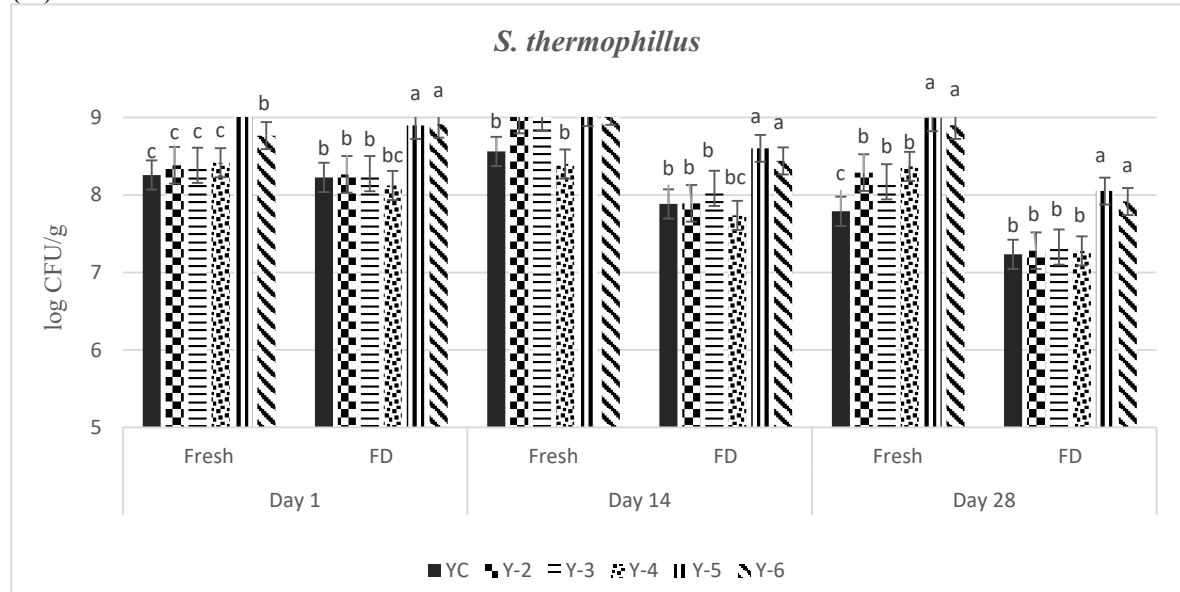 S. thermophillus
c c c c b b b b bc a a b b b b b bc a a c b b b a a b b b b a a
9
8
7
6
5
log CFU/g
Fresh FD Fresh FD Fresh FD
Day 1 Day 14 Day 28
YC Y-2 Y-3 Y-4 Y-5 Y-6